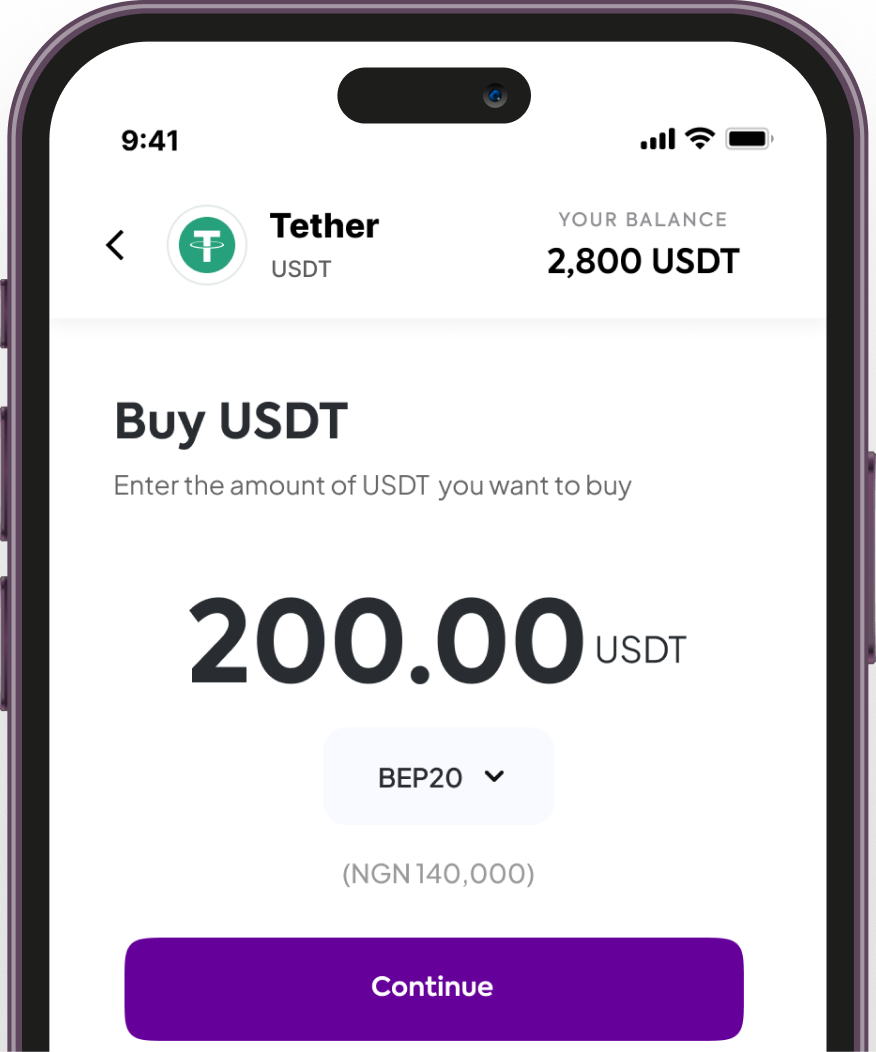 9:41
Tether
USDT
YOUR BALANCE
2,800 USDT
Buy USDT
Enter the amount of USDT you want to buy
200.00 USDT
BEP20
(NGN 140,000)
Continue